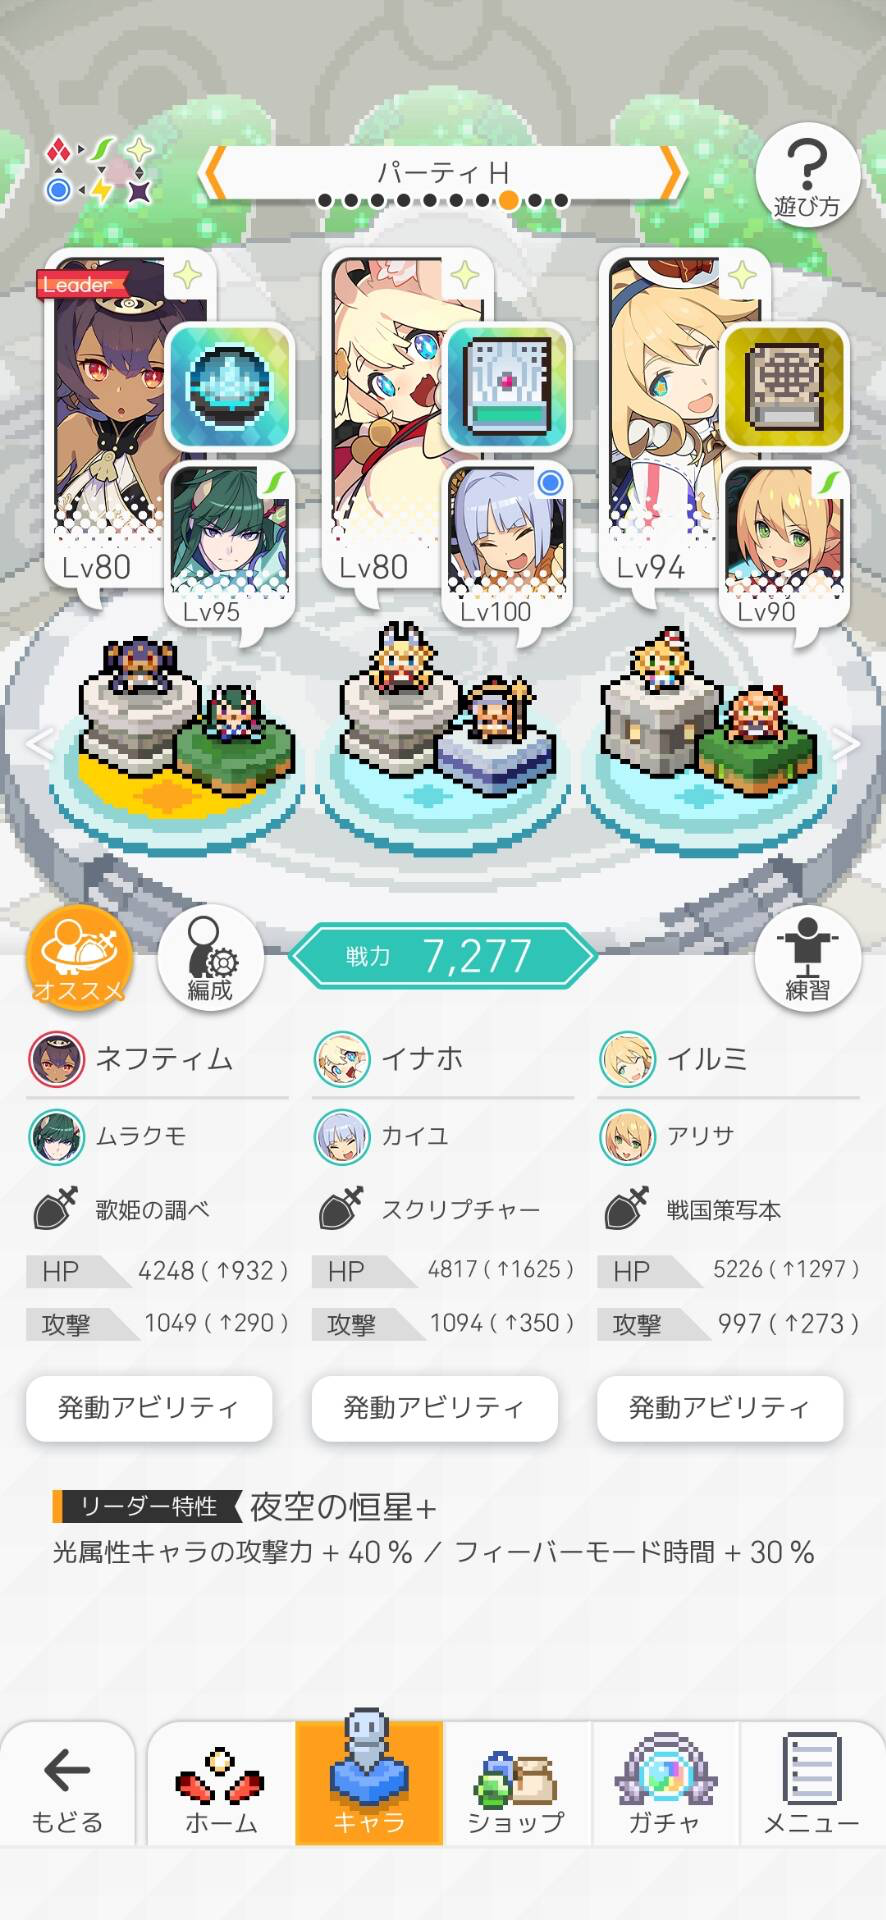 パーティ H
遊び方
Leader
Lv80
Lv95
Lv80
Lv100
Lv94
Lv90
オススメ
編成
戦力 7,277
練習
ネフティム
イナホ
イルミ
ムラクモ
カイユ
アリサ
歌姫の調べ
スクリプチャー
戦国策写本
HP 4248 ( ↑932 )
HP 4817 ( ↑1625 )
HP 5226 ( ↑1297 )
攻撃 1049 ( ↑290 )
攻撃 1094 ( ↑350 )
攻撃 997 ( ↑273 )
発動アビリティ
発動アビリティ
発動アビリティ
リーダー特性 夜空の恒星+
光属性キャラの攻撃力 + 40 % / フィーバーモード時間 + 30 %
もどる
ホーム
キャラ
ショップ
ガチャ
メニュー